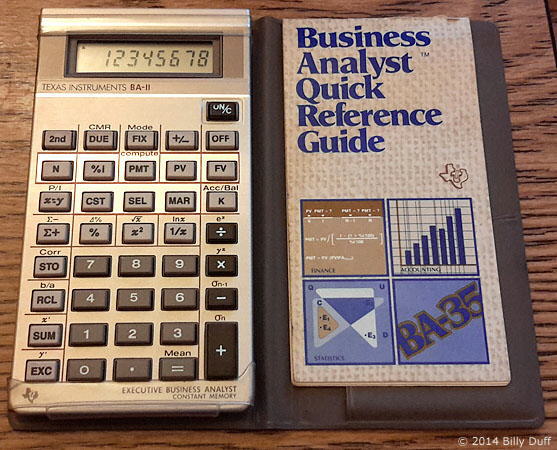 12345678
TEXAS INSTRUMENTS BA-II
ON/C
CMR Mode
2nd DUE FIX +/− OFF
compute
N %I PMT PV FV
P/I Acc/Bal
x:y CST SEL MAR K
Σ− Δ% √x lnx eˣ
Σ+ % x² 1/x ÷
Corr yˣ
STO 7 8 9 ×
b/a σn-1
RCL 4 5 6 −
x' σn
SUM 1 2 3 +
y' Mean
EXC 0 . =
EXECUTIVE BUSINESS ANALYST
CONSTANT MEMORY
Business
Analyst™
Quick
Reference
Guide
FINANCE
ACCOUNTING
STATISTICS
BA-35
© 2014 Billy Duff